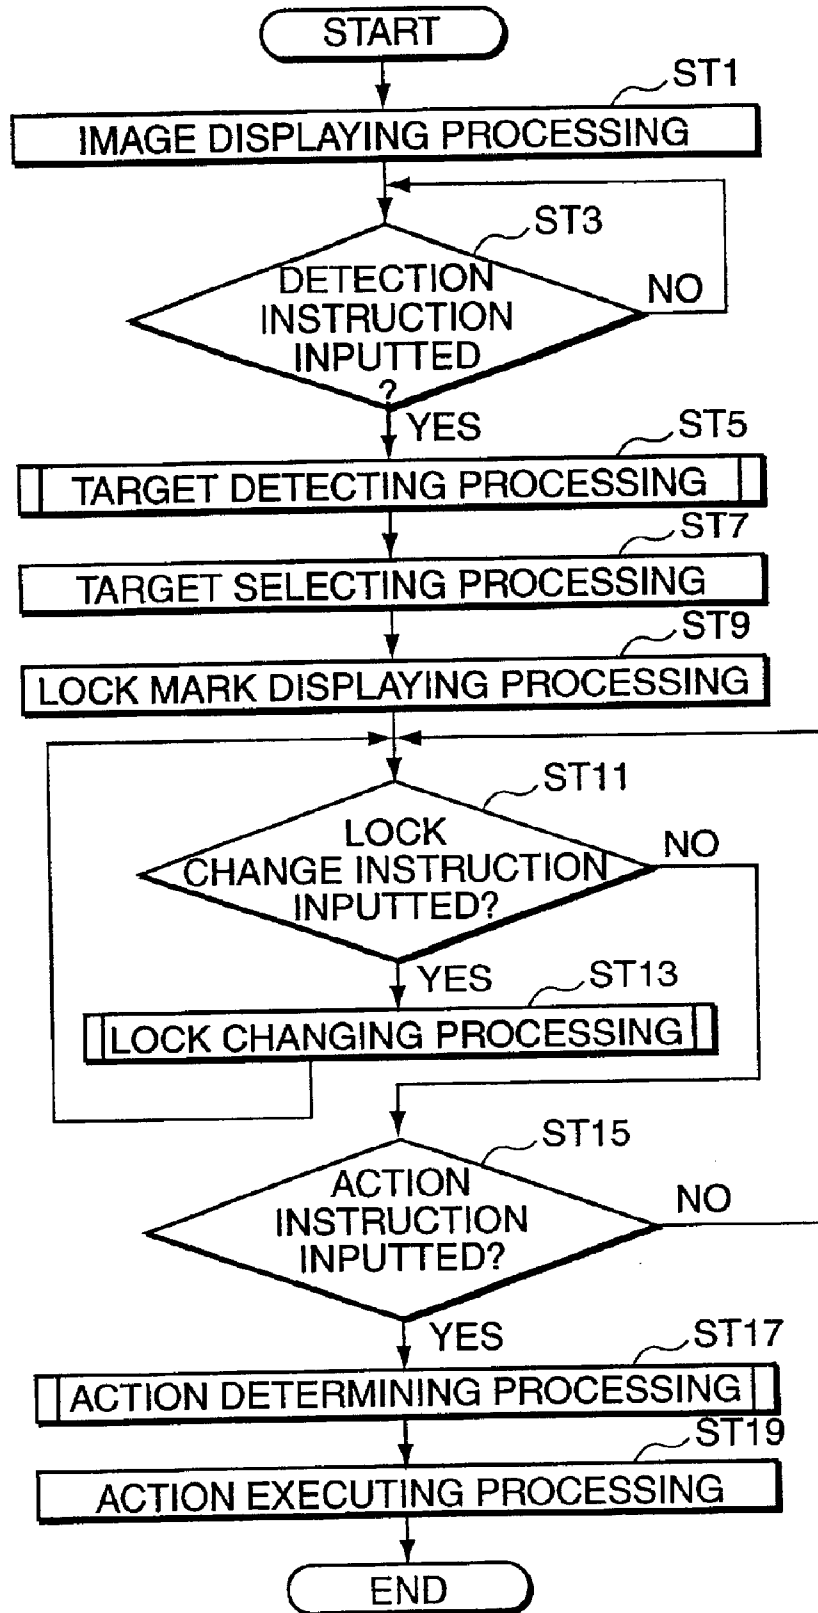 START
ST1
IMAGE DISPLAYING PROCESSING
ST3
DETECTION
INSTRUCTION
INPUTTED
?
NO
YES
ST5
TARGET DETECTING PROCESSING
ST7
TARGET SELECTING PROCESSING
ST9
LOCK MARK DISPLAYING PROCESSING
ST11
LOCK
CHANGE INSTRUCTION
INPUTTED?
NO
YES
ST13
LOCK CHANGING PROCESSING
ST15
ACTION
INSTRUCTION
INPUTTED?
NO
YES
ST17
ACTION DETERMINING PROCESSING
ST19
ACTION EXECUTING PROCESSING
END